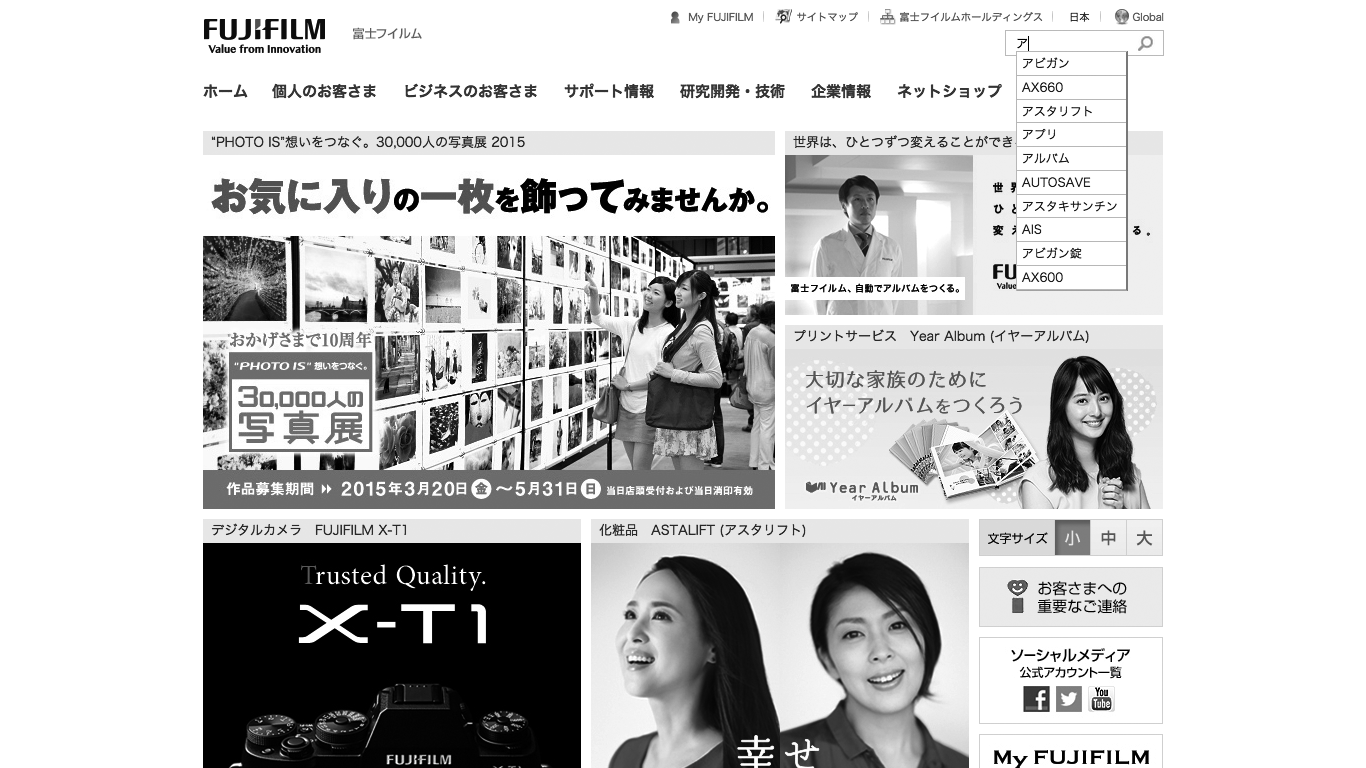 FUJIFILM
Value from Innovation
富士フイルム
My FUJIFILM
サイトマップ
富士フイルムホールディングス
日本
Global
ア
アビガン
AX660
アスタリフト
アプリ
アルバム
AUTOSAVE
アスタキサンチン
AIS
アビガン錠
AX600
ホーム
個人のお客さま
ビジネスのお客さま
サポート情報
研究開発・技術
企業情報
ネットショップ
“PHOTO IS”想いをつなぐ。30,000人の写真展 2015
お気に入りの一枚を飾ってみませんか。
おかげさまで10周年
"PHOTO IS" 想いをつなぐ。
30,000人の
写真展
作品募集期間 2015年3月20日金～5月31日日 当日店頭受付および当日消印有効
世界は、ひとつずつ変えることができ
世
ひ
変え
る。
FU
富士フイルム、自動でアルバムをつくる。
プリントサービス Year Album (イヤーアルバム)
大切な家族のために
イヤーアルバムをつくろう
Year Album
イヤーアルバム
デジタルカメラ FUJIFILM X-T1
Trusted Quality.
X-T1
FUJIFILM
X-T1
化粧品 ASTALIFT (アスタリフト)
幸せ
文字サイズ 小 中 大
お客さまへの
重要なご連絡
ソーシャルメディア
公式アカウント一覧
You
Tube
My FUJIFILM